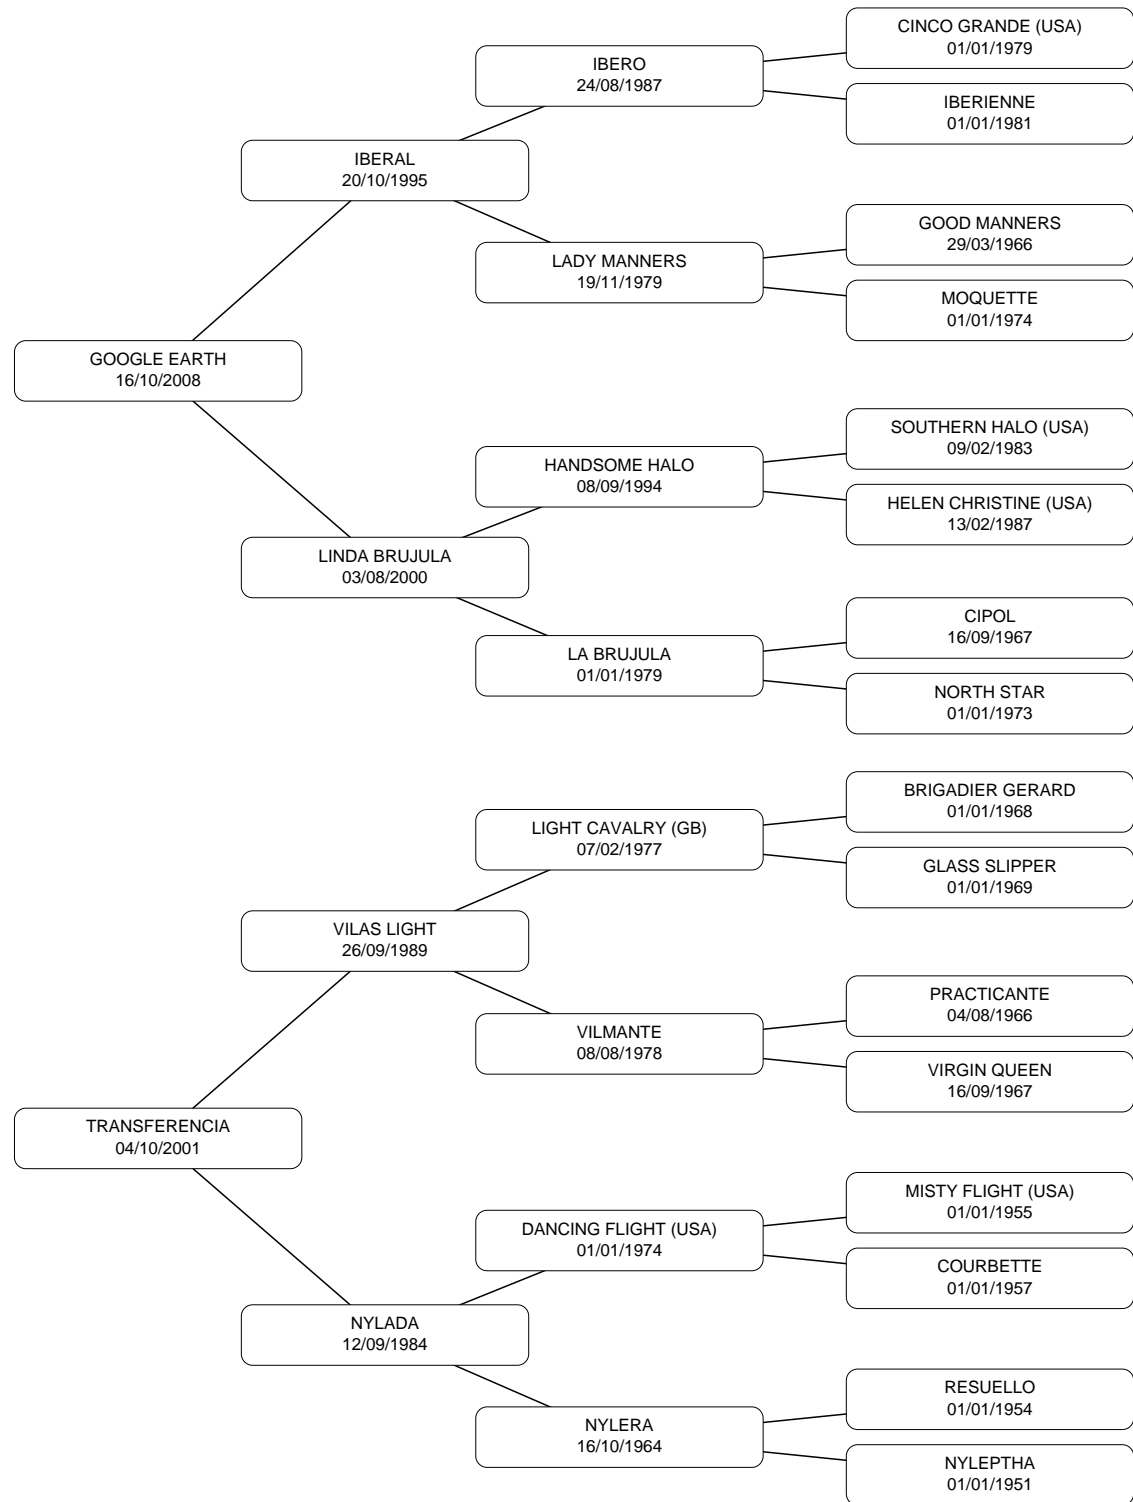 CINCO GRANDE (USA)
01/01/1979
IBERO
24/08/1987
IBERIENNE
01/01/1981
IBERAL
20/10/1995
GOOD MANNERS
29/03/1966
LADY MANNERS
19/11/1979
MOQUETTE
01/01/1974
GOOGLE EARTH
16/10/2008
SOUTHERN HALO (USA)
09/02/1983
HANDSOME HALO
08/09/1994
HELEN CHRISTINE (USA)
13/02/1987
LINDA BRUJULA
03/08/2000
CIPOL
16/09/1967
LA BRUJULA
01/01/1979
NORTH STAR
01/01/1973
BRIGADIER GERARD
01/01/1968
LIGHT CAVALRY (GB)
07/02/1977
GLASS SLIPPER
01/01/1969
VILAS LIGHT
26/09/1989
PRACTICANTE
04/08/1966
VILMANTE
08/08/1978
VIRGIN QUEEN
16/09/1967
TRANSFERENCIA
04/10/2001
MISTY FLIGHT (USA)
01/01/1955
DANCING FLIGHT (USA)
01/01/1974
COURBETTE
01/01/1957
NYLADA
12/09/1984
RESUELLO
01/01/1954
NYLERA
16/10/1964
NYLEPTHA
01/01/1951